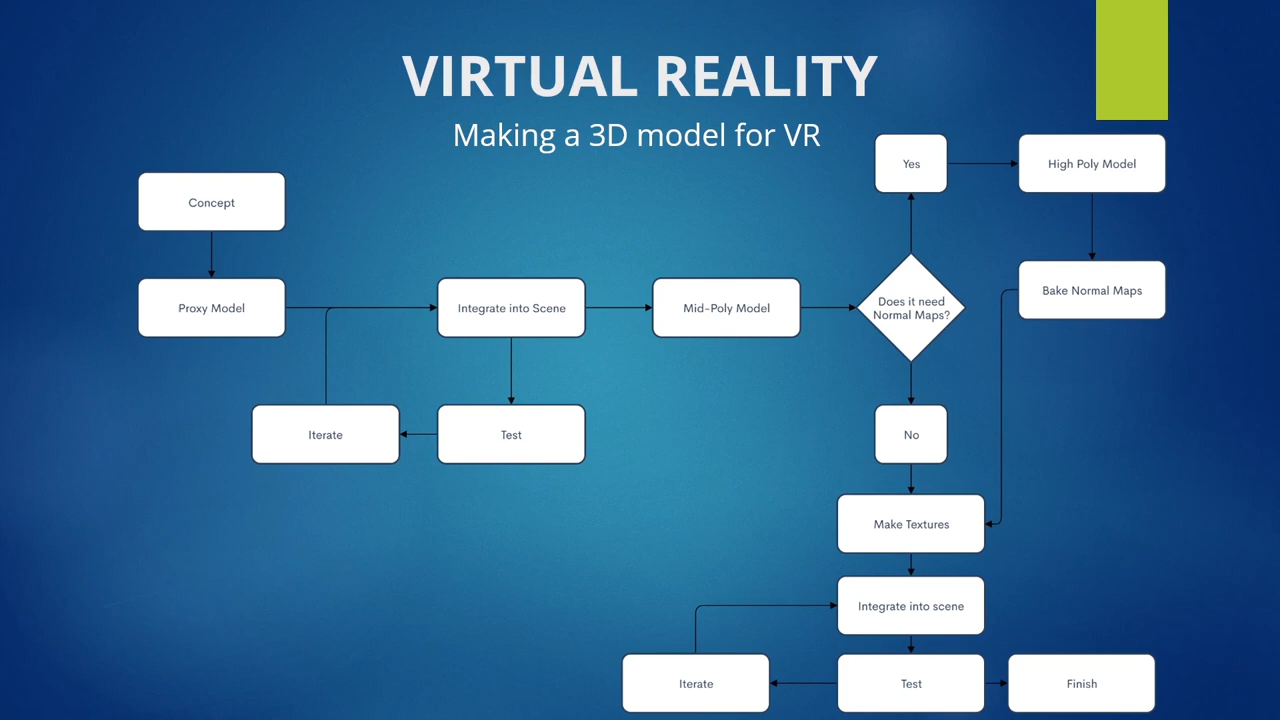 VIRTUAL REALITY
Making a 3D model for VR
Yes
High Poly Model
Concept
Bake Normal Maps
Proxy Model
Integrate into Scene
Mid-Poly Model
Does it need
Normal Maps?
Iterate
Test
No
Make Textures
Integrate into scene
Iterate
Test
Finish